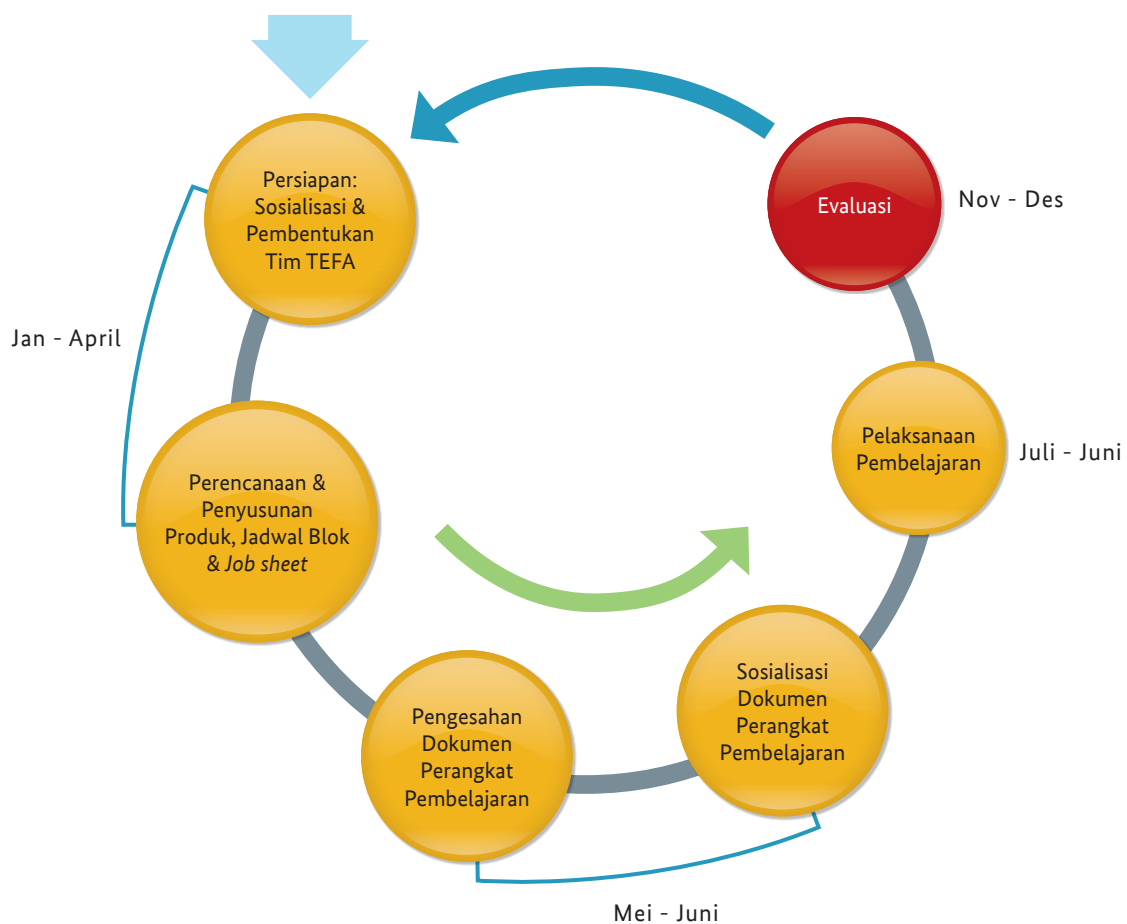 Persiapan:
Sosialisasi &
Pembentukan
Tim TEFA
Jan - April
Perencanaan &
Penyusunan
Produk, Jadwal Blok
& Job sheet
Pengesahan
Dokumen
Perangkat
Pembelajaran
Mei - Juni
Sosialisasi
Dokumen
Perangkat
Pembelajaran
Pelaksanaan
Pembelajaran
Juli - Juni
Evaluasi
Nov - Des